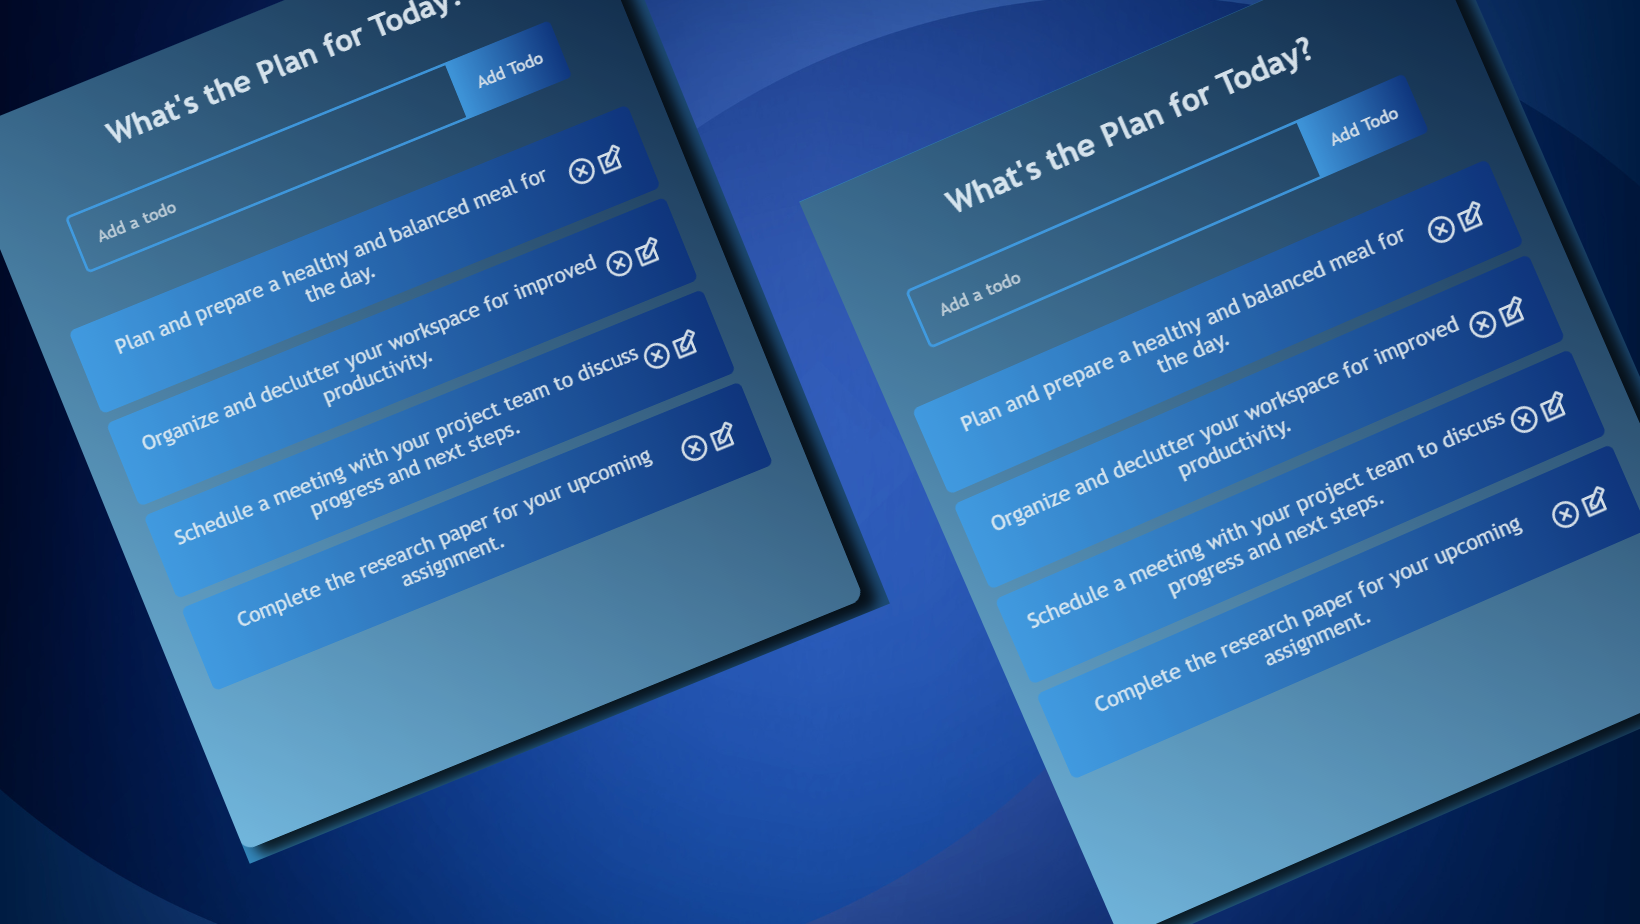 What's the Plan for Today?
Add a todo
Add Todo
Plan and prepare a healthy and balanced meal for
the day.
Organize and declutter your workspace for improved
productivity.
Schedule a meeting with your project team to discuss
progress and next steps.
Complete the research paper for your upcoming
assignment.
What's the Plan for Today?
Add a todo
Add Todo
Plan and prepare a healthy and balanced meal for
the day.
Organize and declutter your workspace for improved
productivity.
Schedule a meeting with your project team to discuss
progress and next steps.
Complete the research paper for your upcoming
assignment.